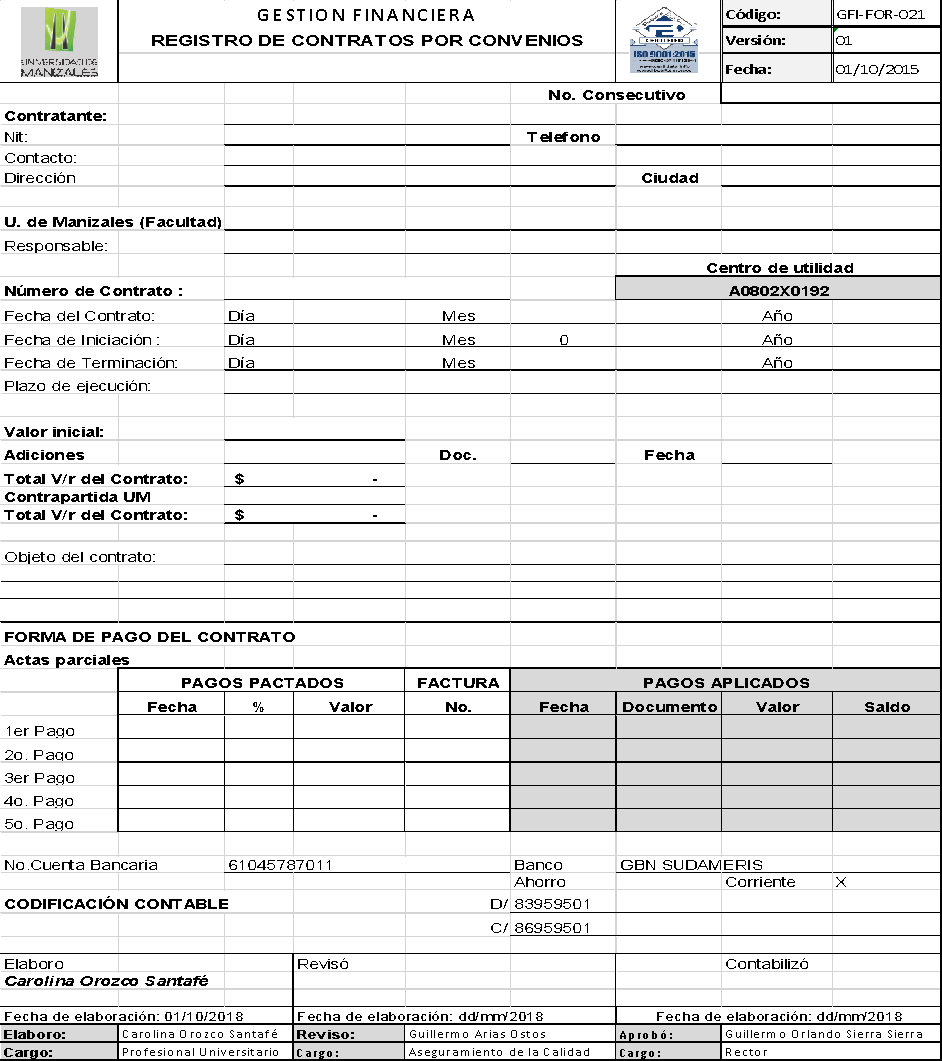 UNIVERSIDAD DE
MANIZALES
GESTION FINANCIERA
REGISTRO DE CONTRATOS POR CONVENIOS
ISO 9001:2015
Código: GFI-FOR-021
Versión: 01
Fecha: 01/10/2015
No. Consecutivo
Contratante:
Nit: Telefono
Contacto:
Dirección Ciudad
U. de Manizales (Facultad)
Responsable:
Centro de utilidad
Número de Contrato : A0802X0192
Fecha del Contrato: Día Mes Año
Fecha de Iniciación : Día Mes 0 Año
Fecha de Terminación: Día Mes Año
Plazo de ejecución:
Valor inicial:
Adiciones Doc. Fecha
Total V/r del Contrato: $ -
Contrapartida UM
Total V/r del Contrato: $ -
Objeto del contrato:
FORMA DE PAGO DEL CONTRATO
Actas parciales
PAGOS PACTADOS FACTURA PAGOS APLICADOS
Fecha % Valor No. Fecha Documento Valor Saldo
1er Pago
2o. Pago
3er Pago
4o. Pago
5o. Pago
No.Cuenta Bancaria 61045787011 Banco GBN SUDAMERIS
Ahorro Corriente X
CODIFICACIÓN CONTABLE D/ 83959501
C/ 86959501
Elaboro Revisó Contabilizó
Carolina Orozco Santafé
Fecha de elaboración: 01/10/2018 Fecha de elaboración: dd/mm/2018 Fecha de elaboración: dd/mm/2018
Elaboro: Carolina Orozco Santafé Reviso: Guillermo Arias Ostos Aprobó: Guillermo Orlando Sierra Sierra
Cargo: Profesional Universitario Cargo: Aseguramiento de la Calidad Cargo: Rector